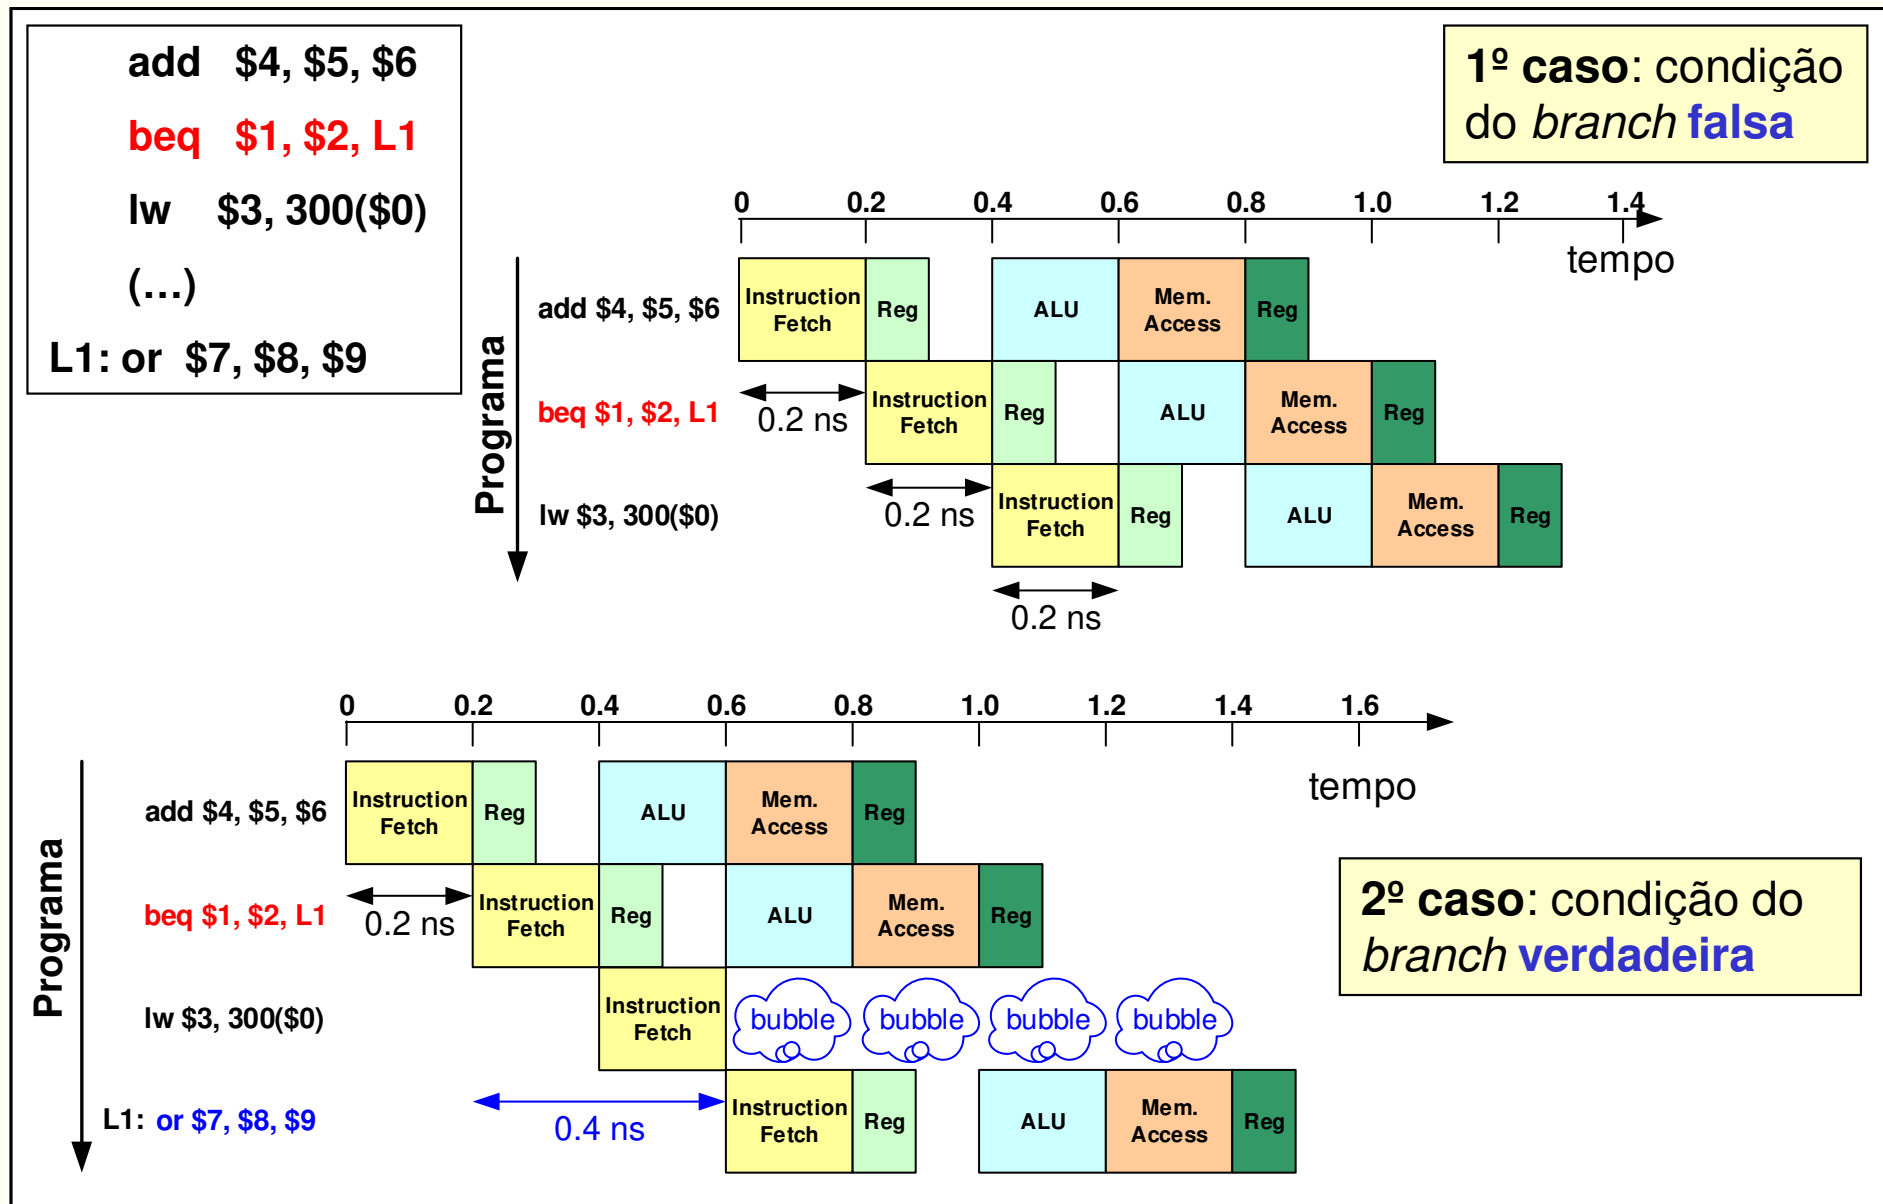 add $4, $5, $6
beq $1, $2, L1
lw $3, 300($0)
(...)
L1: or $7, $8, $9
1º caso: condição
do branch falsa
0 0.2 0.4 0.6 0.8 1.0 1.2 1.4
tempo
Programa
add $4, $5, $6
Instruction
Fetch
Reg
ALU
Mem.
Access
Reg
beq $1, $2, L1
0.2 ns
Instruction
Fetch
Reg
ALU
Mem.
Access
Reg
lw $3, 300($0)
0.2 ns
Instruction
Fetch
Reg
ALU
Mem.
Access
Reg
0.2 ns
0 0.2 0.4 0.6 0.8 1.0 1.2 1.4 1.6
tempo
Programa
add $4, $5, $6
Instruction
Fetch
Reg
ALU
Mem.
Access
Reg
beq $1, $2, L1
0.2 ns
Instruction
Fetch
Reg
ALU
Mem.
Access
Reg
2º caso: condição do
branch verdadeira
lw $3, 300($0)
Instruction
Fetch
bubble
bubble
bubble
bubble
L1: or $7, $8, $9
0.4 ns
Instruction
Fetch
Reg
ALU
Mem.
Access
Reg